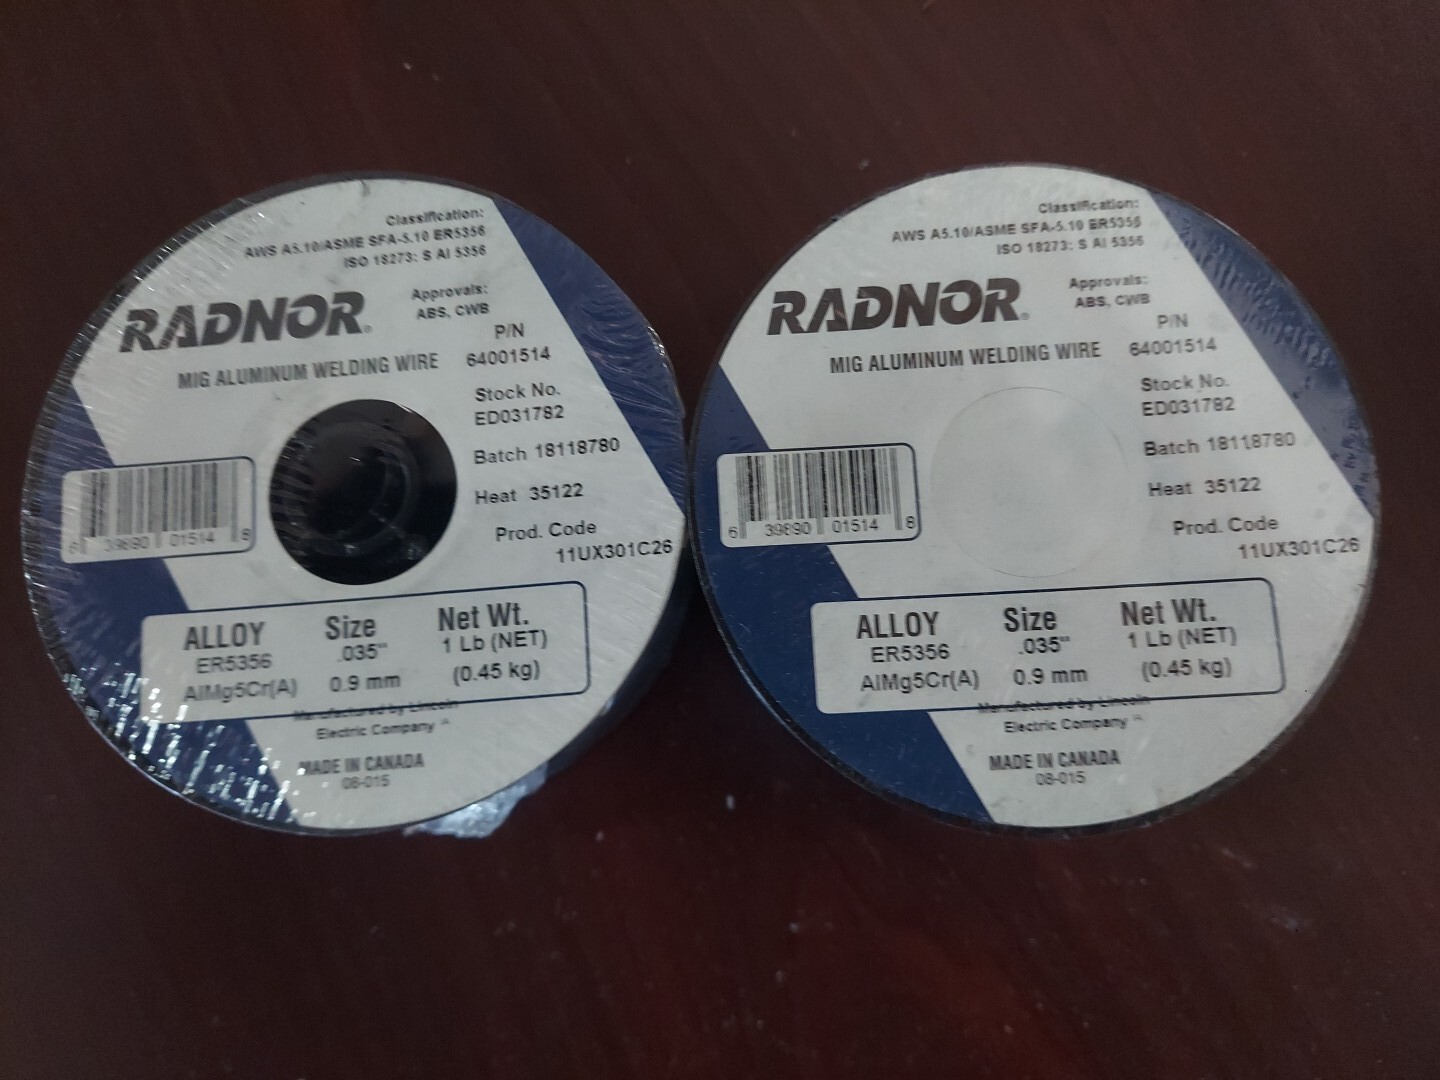 Classification:
AWS A5.10/ASME SFA-5.10 ER5356
ISO 18273: S Al 5356
RADNOR®
Approvals:
ABS, CWB
MIG ALUMINUM WELDING WIRE
P/N
64001514
Stock No.
ED031782
Batch 18118780
Heat 35122
Prod. Code
11UX301C26
6 39890 01514 8
ALLOY
ER5356
AlMg5Cr(A)
Size
.035"
0.9 mm
Net Wt.
1 Lb (NET)
(0.45 kg)
Manufactured by Lincoln
Electric Company
MADE IN CANADA
08-015
Classification:
AWS A5.10/ASME SFA-5.10 ER5356
ISO 18273: S Al 5356
RADNOR®
Approvals:
ABS, CWB
MIG ALUMINUM WELDING WIRE
P/N
64001514
Stock No.
ED031782
Batch 18118780
Heat 35122
Prod. Code
11UX301C26
6 39890 01514 8
ALLOY
ER5356
AlMg5Cr(A)
Size
.035"
0.9 mm
Net Wt.
1 Lb (NET)
(0.45 kg)
Manufactured by Lincoln
Electric Company
MADE IN CANADA
08-015